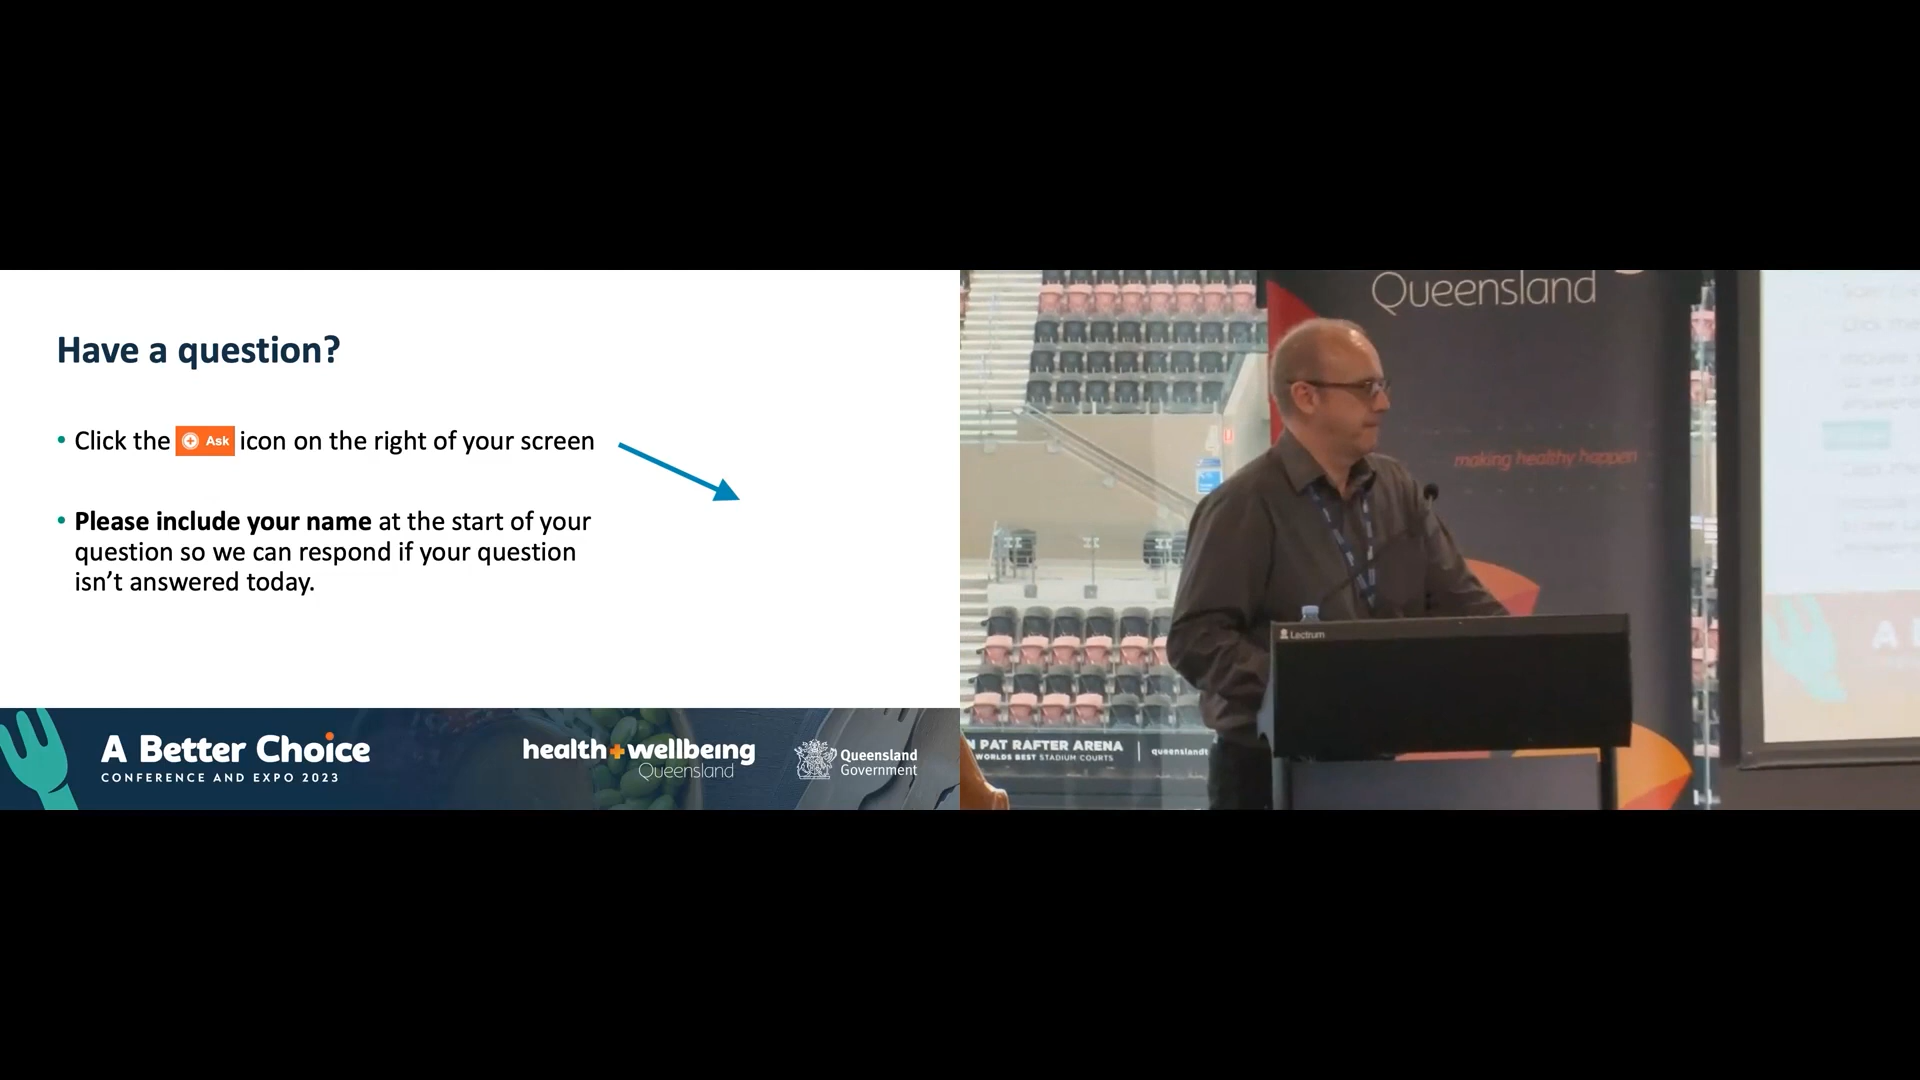 Have a question?
• Click the Ask icon on the right of your screen
• Please include your name at the start of your
question so we can respond if your question
isn't answered today.
A Better Choice
CONFERENCE AND EXPO 2023
health+wellbeing
Queensland
Queensland
Government
Queensland
making healthy happen
Lectrum
N PAT RAFTER ARENA
WORLDS BEST STADIUM COURTS
queenslandt